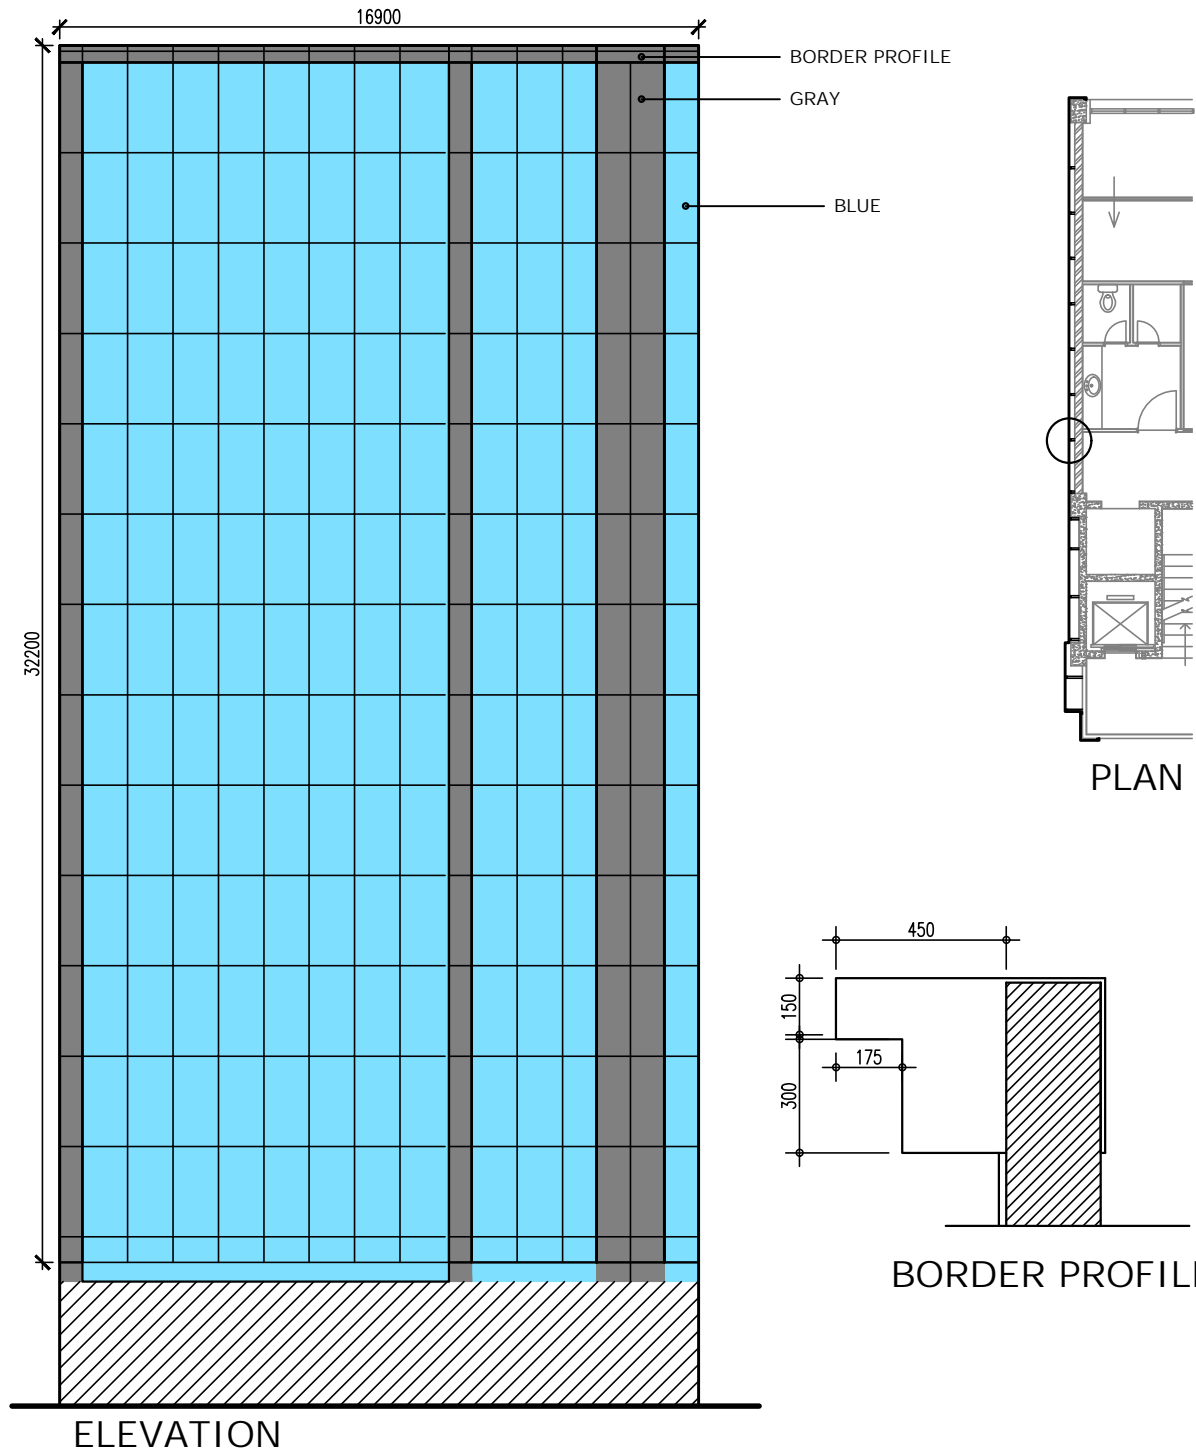 16900
BORDER PROFILE
GRAY
BLUE
32200
PLAN
450
150
175
300
BORDER PROFILE
ELEVATION